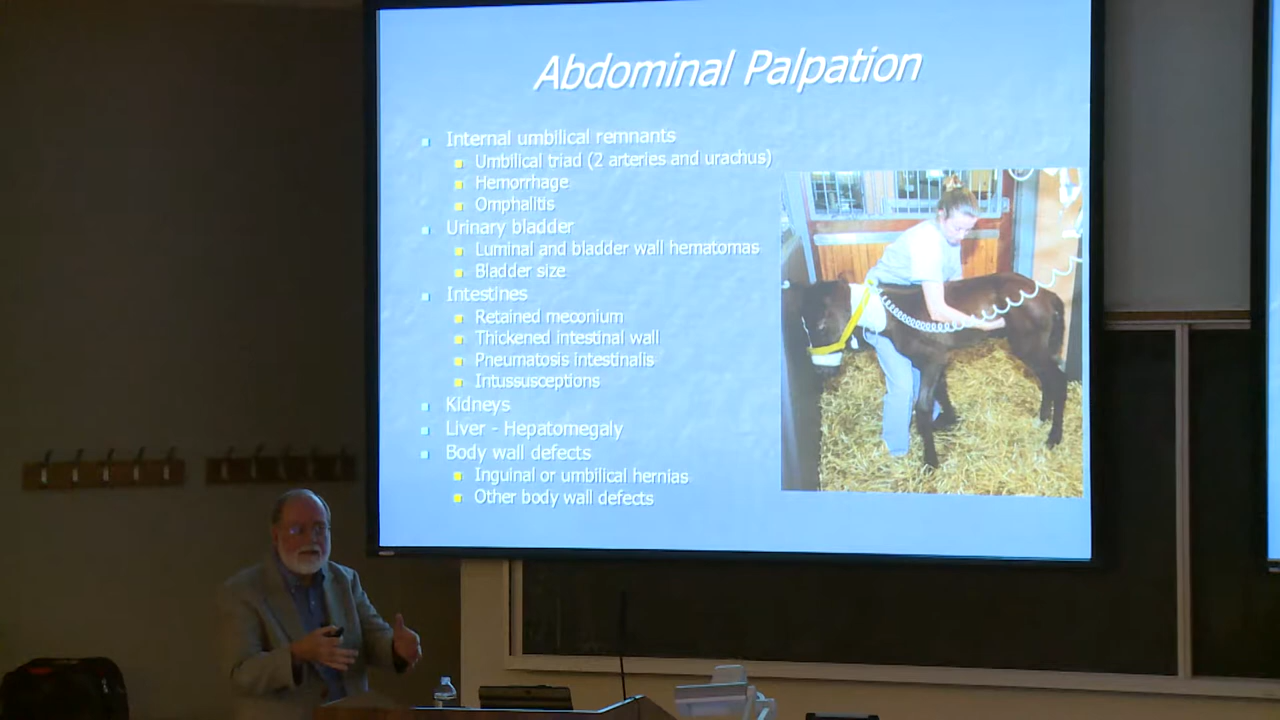 Abdominal Palpation
Internal umbilical remnants
Umbilical triad (2 arteries and urachus)
Hemorrhage
Omphalitis
Urinary bladder
Luminal and bladder wall hematomas
Bladder size
Intestines
Retained meconium
Thickened intestinal wall
Pneumatosis intestinalis
Intussusceptions
Kidneys
Liver - Hepatomegaly
Body wall defects
Inguinal or umbilical hernias
Other body wall defects